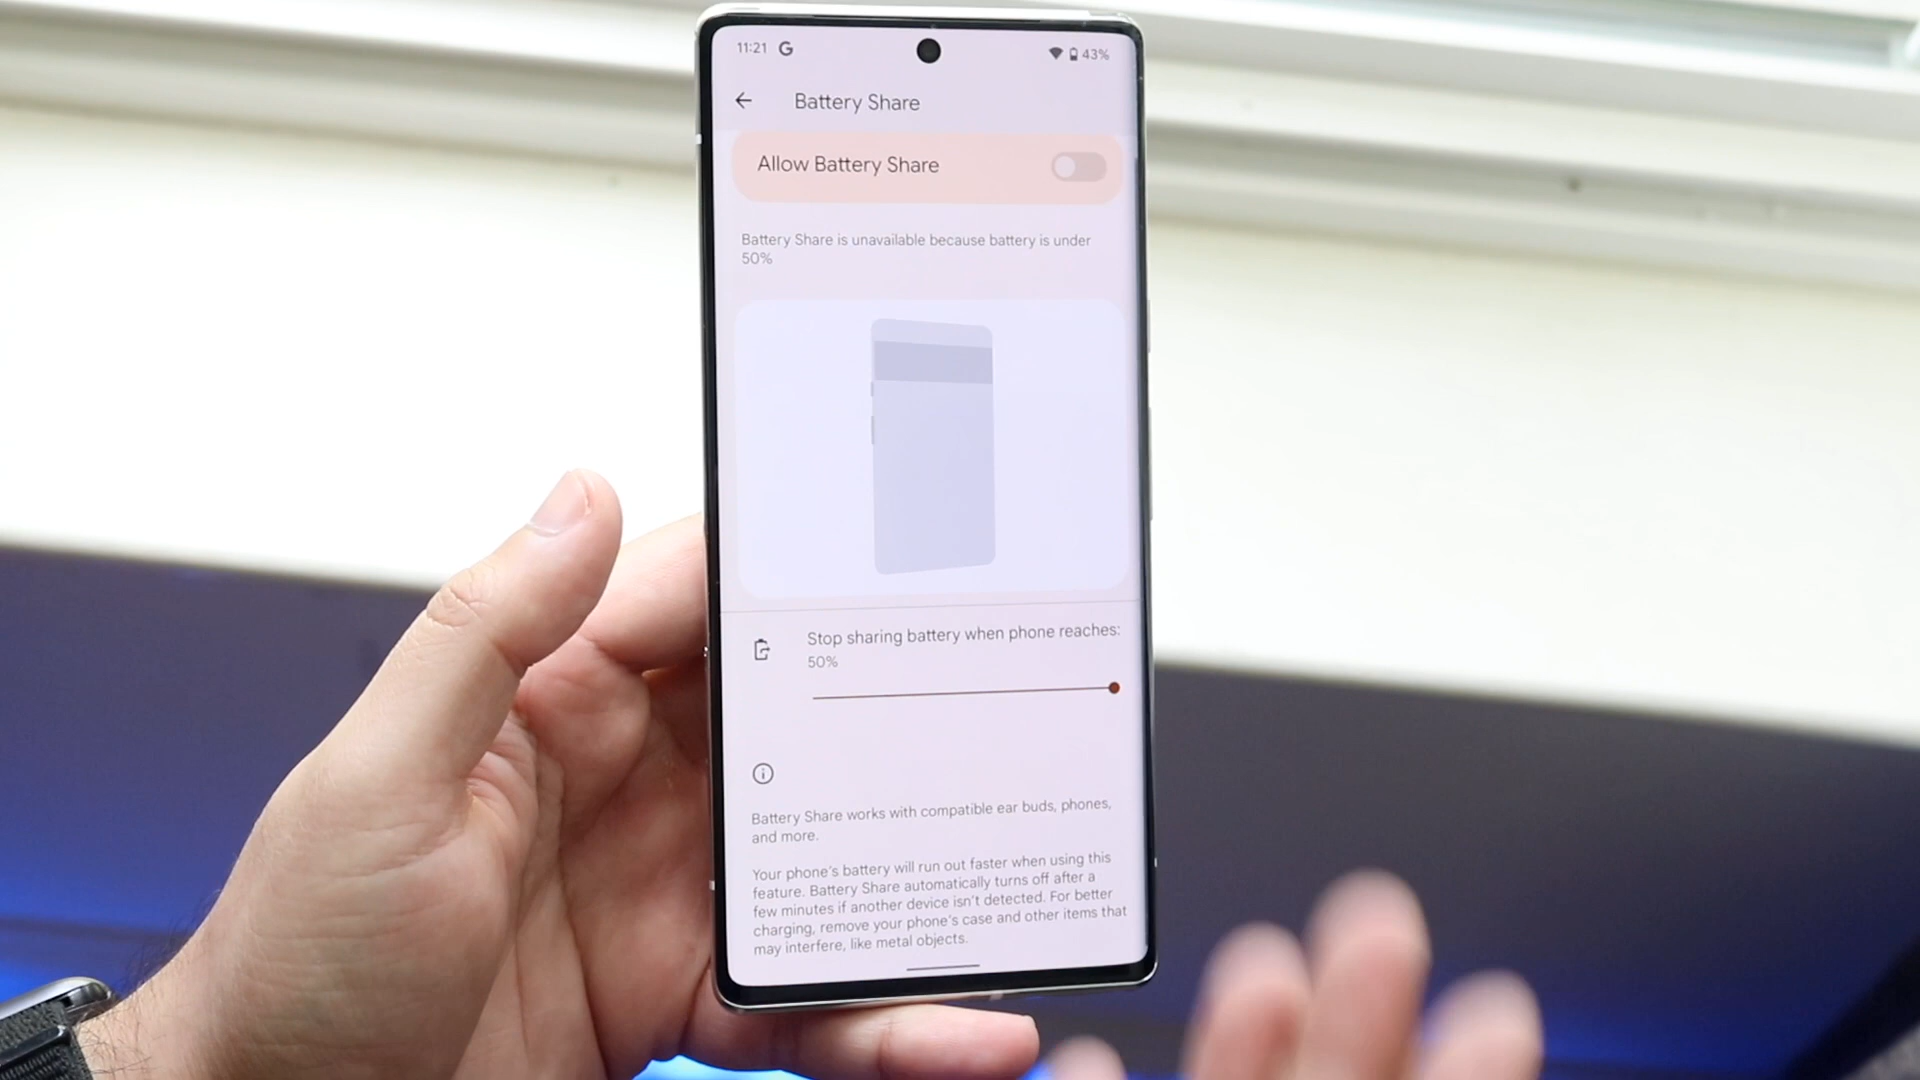 11:21 G 43%
Battery Share
Allow Battery Share
Battery Share is unavailable because battery is under
50%
Stop sharing battery when phone reaches:
50%
Battery Share works with compatible ear buds, phones,
and more.
Your phone's battery will run out faster when using this
feature. Battery Share automatically turns off after a
few minutes if another device isn't detected. For better
charging, remove your phone's case and other items that
may interfere, like metal objects.